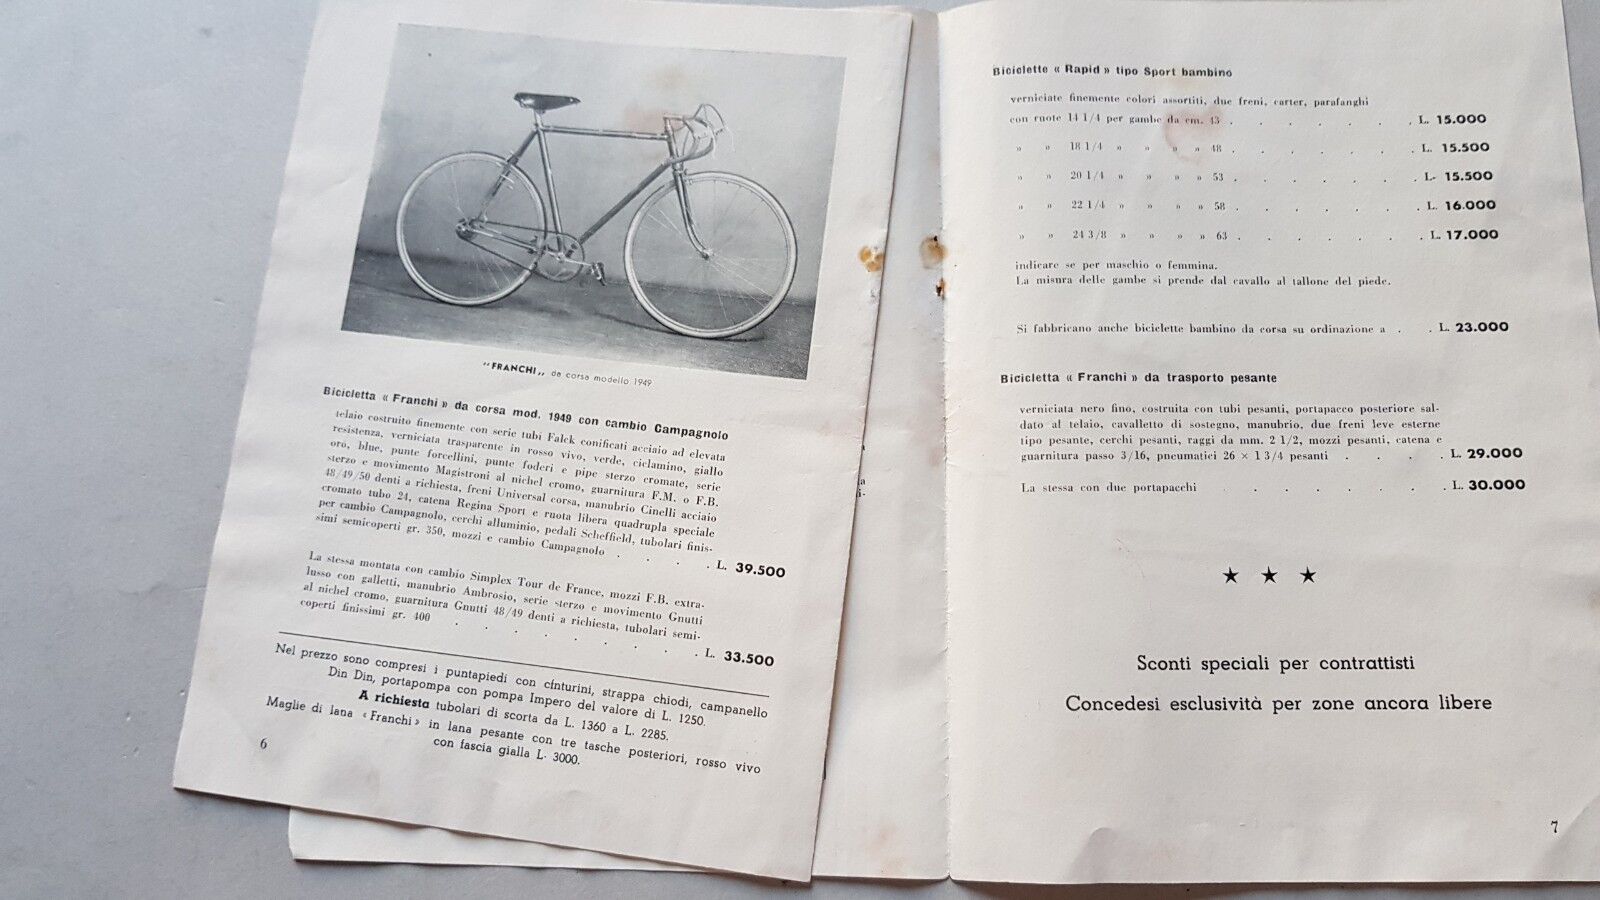 "FRANCHI„ da corsa modello 1949
Bicicletta « Franchi » da corsa mod. 1949 con cambio Campagnolo
telaio costruito finemente con serie tubi Falck conificati acciaio ad elevata
resistenza, verniciata trasparente in rosso vivo, verde, ciclamino, giallo
oro, blue, punte forcellini, punte foderi e pipe sterzo cromate, serie
sterzo e movimento Magistroni al nichel cromo, guarnitura F.M. o F.B.
48/49/50 denti a richiesta, freni Universal corsa, manubrio Cinelli acciaio
cromato tubo 24, catena Regina Sport e ruota libera quadrupla speciale
per cambio Campagnolo, cerchi alluminio, pedali Scheffield, tubolari finis-
simi semicoperti gr. 350, mozzi e cambio Campagnolo . . . . L. 39.500
La stessa montata con cambio Simplex Tour de France, mozzi F.B. extra-
lusso con galletti, manubrio Ambrosio, serie sterzo e movimento Gnutti
al nichel cromo, guarnitura Gnutti 48/49 denti a richiesta, tubolari semi-
coperti finissimi gr. 400 . . . . . . . . L. 33.500
Nel prezzo sono compresi i puntapiedi con cinturini, strappa chiodi, campanello
Din Din, portapompa con pompa Impero del valore di L. 1250.
A richiesta tubolari di scorta da L. 1360 a L. 2285.
Maglie di lana « Franchi » in lana pesante con tre tasche posteriori, rosso vivo
con fascia gialla L. 3000.
6
Biciclette « Rapid » tipo Sport bambino
verniciate finemente colori assortiti, due freni, carter, parafanghi
con ruote 14 1/4 per gambe da cm. 43 . . . . . . . L. 15.000
» » 18 1/4 » » » » 48 . . . . . . . L. 15.500
» » 20 1/4 » » » » 53 . . . . . . . L. 15.500
» » 22 1/4 » » » » 58 . . . . . . . L. 16.000
» » 24 3/8 » » » » 63 . . . . . . . L. 17.000
indicare se per maschio o femmina.
La misura delle gambe si prende dal cavallo al tallone del piede.
Si fabbricano anche biciclette bambino da corsa su ordinazione a . . L. 23.000
Bicicletta « Franchi » da trasporto pesante
verniciata nero fino, costruita con tubi pesanti, portapacco posteriore sal-
dato al telaio, cavalletto di sostegno, manubrio, due freni leve esterne
tipo pesante, cerchi pesanti, raggi da mm. 2 1/2, mozzi pesanti, catena e
guarnitura passo 3/16, pneumatici 26 × 1 3/4 pesanti . . . . L. 29.000
La stessa con due portapacchi . . . . . . . L. 30.000
★ ★ ★
Sconti speciali per contrattisti
Concedesi esclusività per zone ancora libere
7